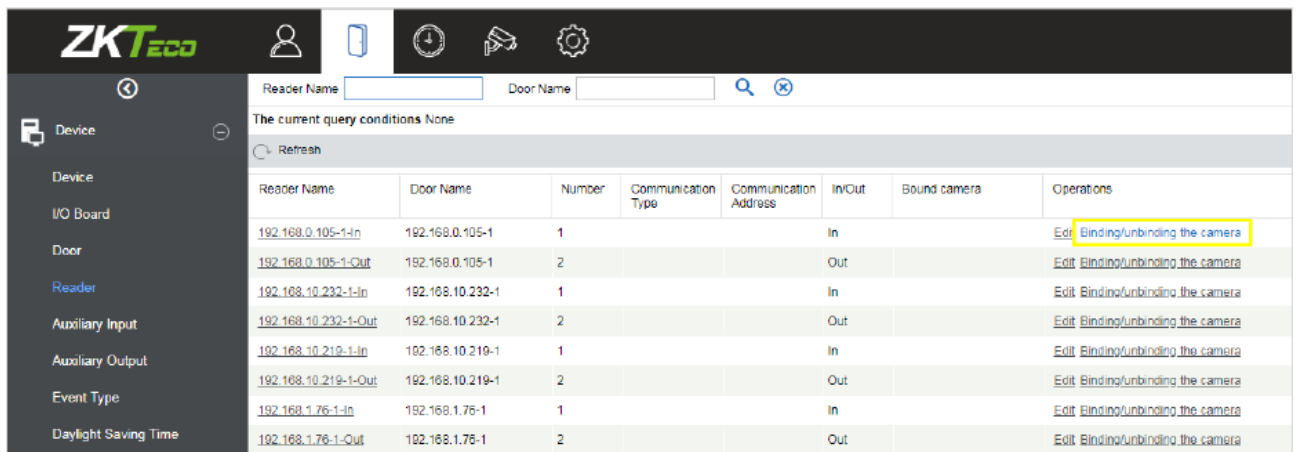 ZKTeco
Reader Name Door Name
Device
The current query conditions None
Refresh
Device
Reader Name Door Name Number Communication Type Communication Address In/Out Bound camera Operations
I/O Board
192.168.0.105-1-In 192.168.0.105-1 1 In Edit Binding/unbinding the camera
Door
192.168.0.105-1-Out 192.168.0.105-1 2 Out Edit Binding/unbinding the camera
Reader
192.168.10.232-1-In 192.168.10.232-1 1 In Edit Binding/unbinding the camera
Auxiliary Input
192.168.10.232-1-Out 192.168.10.232-1 2 Out Edit Binding/unbinding the camera
Auxiliary Output
192.168.10.219-1-In 192.168.10.219-1 1 In Edit Binding/unbinding the camera
192.168.10.219-1-Out 192.168.10.219-1 2 Out Edit Binding/unbinding the camera
Event Type
192.168.1.76-1-In 192.168.1.76-1 1 In Edit Binding/unbinding the camera
Daylight Saving Time
192.168.1.76-1-Out 192.168.1.76-1 2 Out Edit Binding/unbinding the camera